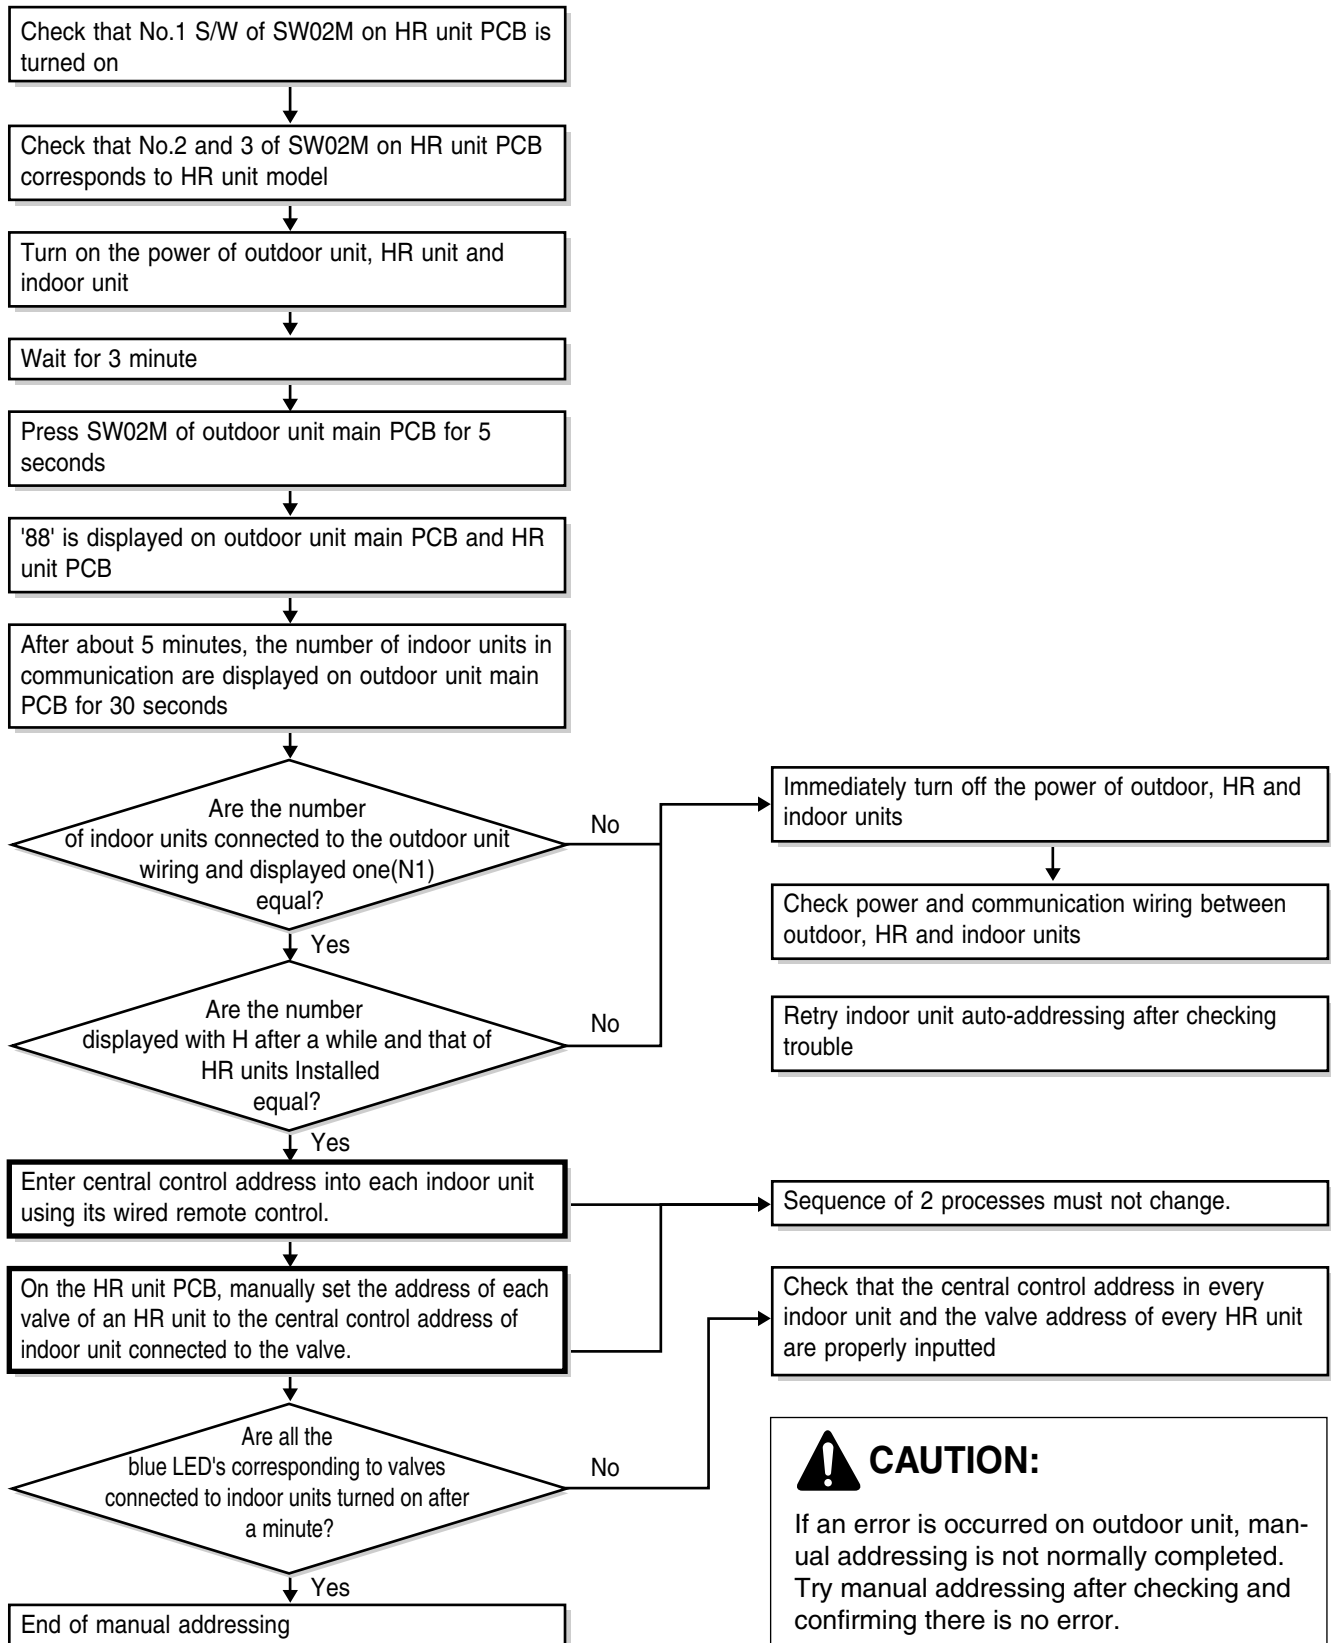 Check that No.1 S/W of SW02M on HR unit PCB is
turned on
Check that No.2 and 3 of SW02M on HR unit PCB
corresponds to HR unit model
Turn on the power of outdoor unit, HR unit and
indoor unit
Wait for 3 minute
Press SW02M of outdoor unit main PCB for 5
seconds
'88' is displayed on outdoor unit main PCB and HR
unit PCB
After about 5 minutes, the number of indoor units in
communication are displayed on outdoor unit main
PCB for 30 seconds
Are the number
of indoor units connected to the outdoor unit
wiring and displayed one(N1)
equal?
No
Yes
Immediately turn off the power of outdoor, HR and
indoor units
Check power and communication wiring between
outdoor, HR and indoor units
Retry indoor unit auto-addressing after checking
trouble
Are the number
displayed with H after a while and that of
HR units Installed
equal?
No
Yes
Enter central control address into each indoor unit
using its wired remote control.
Sequence of 2 processes must not change.
On the HR unit PCB, manually set the address of each
valve of an HR unit to the central control address of
indoor unit connected to the valve.
Check that the central control address in every
indoor unit and the valve address of every HR unit
are properly inputted
Are all the
blue LED's corresponding to valves
connected to indoor units turned on after
a minute?
No
Yes
End of manual addressing
CAUTION:
If an error is occurred on outdoor unit, man-
ual addressing is not normally completed.
Try manual addressing after checking and
confirming there is no error.